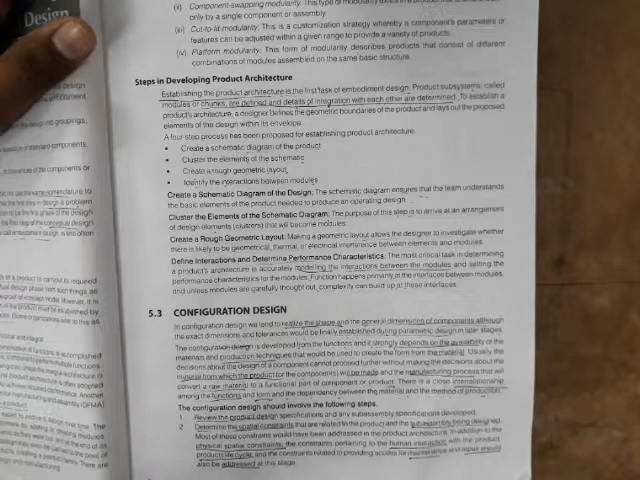 Design
(ii) Component-swapping modularity. This type of modularity
only by a single component or assembly
(iii) Cut-to-fit modularity. This is a customization strategy whereby a component's parameters or
features can be adjusted within a given range to provide a variety of products.
(iv) Platform modularity. This form of modularity describes products that consist of different
combinations of modules assembled on the same basic structure.
Steps in Developing Product Architecture
Establishing the product architecture is the first task of embodiment design. Product subsystems, called
modules or chunks, are defined and details of integration with each other are determined. To establish a
product's architecture, a designer defines the geometric boundaries of the product and lays out the proposed
elements of the design within its envelope.
A four-step process has been proposed for establishing product architecture.
• Create a schematic diagram of the product
• Cluster the elements of the schematic
• Create a rough geometric layout
• Identify the interactions between modules
Create a Schematic Diagram of the Design: The schematic diagram ensures that the team understands
the basic elements of the product needed to produce an operating design.
Cluster the Elements of the Schematic Diagram: The purpose of this step is to arrive at an arrangement
of design elements (clusters) that will become modules.
Create a Rough Geometric Layout: Making a geometric layout allows the designer to investigate whether
there is likely to be geometrical, thermal, or electrical interference between elements and modules.
Define Interactions and Determine Performance Characteristics: The most critical task in determining
a product's architecture is accurately modelling the interactions between the modules and setting the
performance characteristics for the modules. Function happens primarily at the interfaces between modules,
and unless modules are carefully thought out, complexity can build up at these interfaces.
5.3 CONFIGURATION DESIGN
In configuration design we tend to realize the shape and the general dimensions of components although
the exact dimensions and tolerances would be finally established during parametric design in later stages.
The configuration design is developed from the functions and it strongly depends on the availability of the
materials and production techniques that would be used to create the form from the material. Usually the
decisions about the design of a component cannot proceed further without making the decisions about the
material from which the product (or the components) will be made and the manufacturing process that will
convert a raw material to a functional part of component or product. There is a close interrelationship
among the functions and form and the dependency between the material and the method of production.
The configuration design should involve the following steps.
1. Review the product design specifications and any subassembly specifications developed.
2. Determine the spatial constraints that are related to the product and the subassembly being designed.
Most of these constrains would have been addressed in the product architecture. In addition to the
physical spatial constraints, the constraints pertaining to the human interaction with the product
products life cycle, and the constraints related to providing access for maintenance and repair should
also be addressed at this stage.